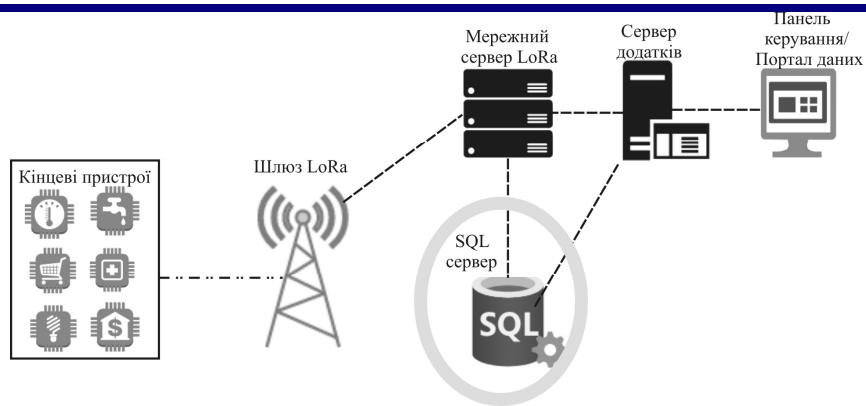 Кінцеві пристрої
Шлюз LoRa
Мережний
сервер LoRa
Сервер
додатків
Панель
керування/
Портал даних
SQL
сервер
SQL
$